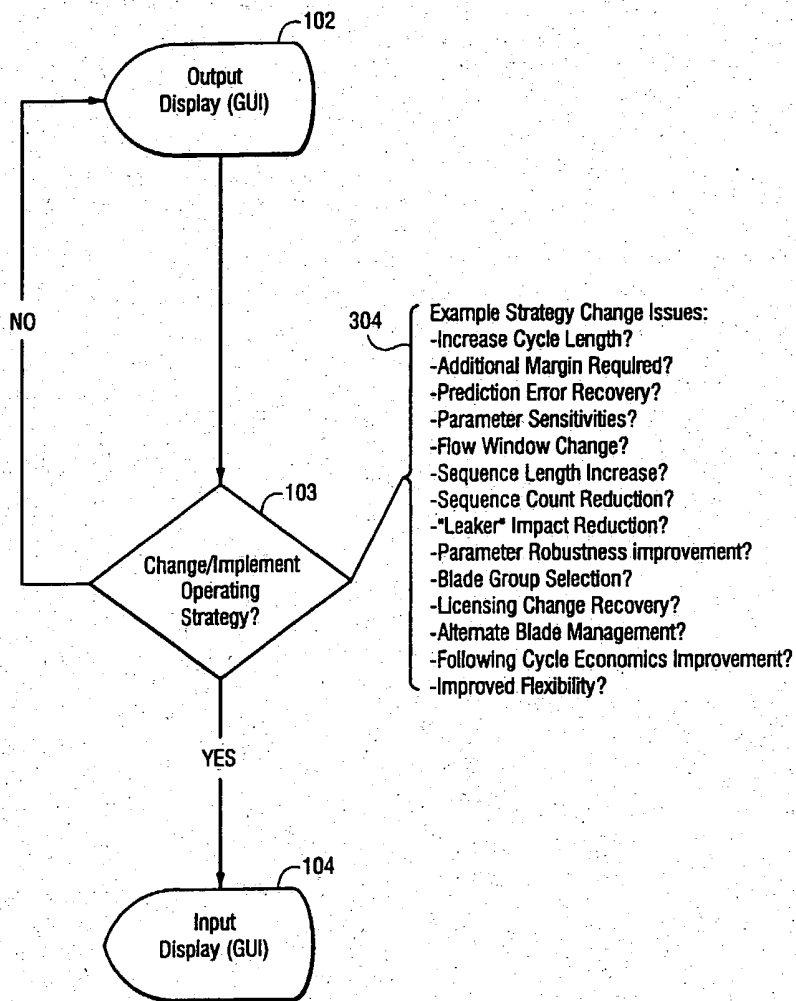 102
Output
Display (GUI)
NO
304
Example Strategy Change Issues:
-Increase Cycle Length?
-Additional Margin Required?
-Prediction Error Recovery?
-Parameter Sensitivities?
-Flow Window Change?
-Sequence Length Increase?
-Sequence Count Reduction?
-"Leaker" Impact Reduction?
-Parameter Robustness improvement?
-Blade Group Selection?
-Licensing Change Recovery?
-Alternate Blade Management?
-Following Cycle Economics Improvement?
-Improved Flexibility?
103
Change/Implement
Operating
Strategy?
YES
104
Input
Display (GUI)